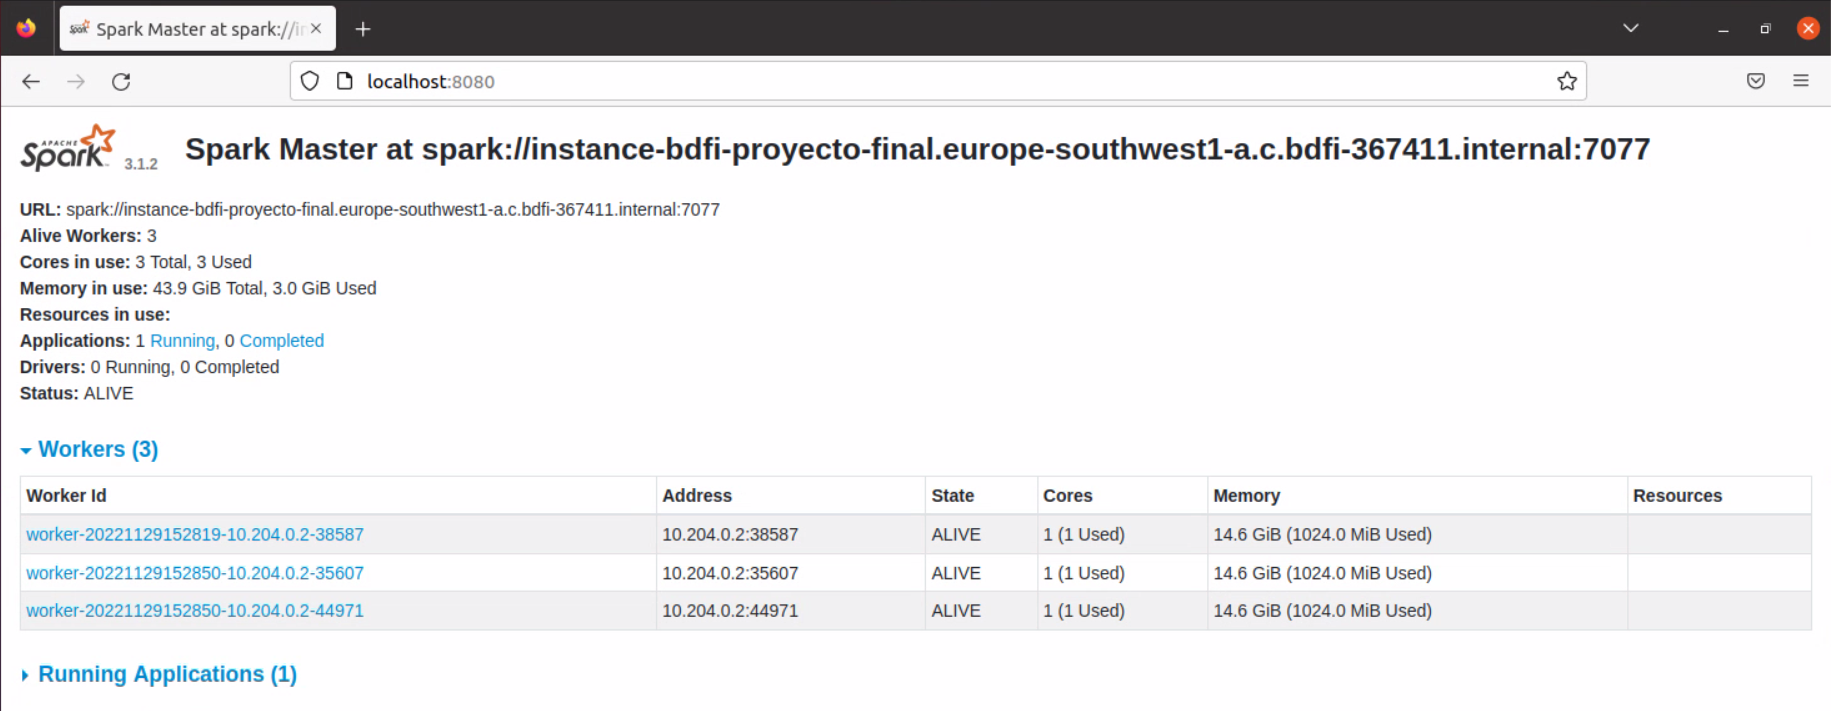 Spark Master at spark://in
localhost:8080
APACHE
Spark 3.1.2
Spark Master at spark://instance-bdfi-proyecto-final.europe-southwest1-a.c.bdfi-367411.internal:7077
URL: spark://instance-bdfi-proyecto-final.europe-southwest1-a.c.bdfi-367411.internal:7077
Alive Workers: 3
Cores in use: 3 Total, 3 Used
Memory in use: 43.9 GiB Total, 3.0 GiB Used
Resources in use:
Applications: 1 Running, 0 Completed
Drivers: 0 Running, 0 Completed
Status: ALIVE
Workers (3)
Worker Id Address State Cores Memory Resources
worker-20221129152819-10.204.0.2-38587 10.204.0.2:38587 ALIVE 1 (1 Used) 14.6 GiB (1024.0 MiB Used)
worker-20221129152850-10.204.0.2-35607 10.204.0.2:35607 ALIVE 1 (1 Used) 14.6 GiB (1024.0 MiB Used)
worker-20221129152850-10.204.0.2-44971 10.204.0.2:44971 ALIVE 1 (1 Used) 14.6 GiB (1024.0 MiB Used)
Running Applications (1)